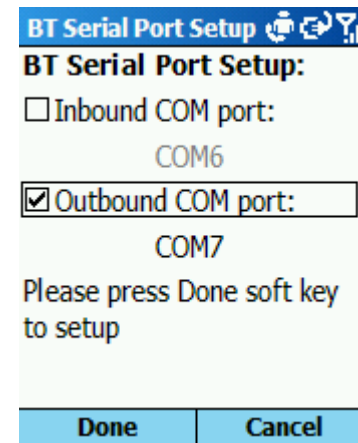 BT Serial Port Setup
BT Serial Port Setup:
Inbound COM port:
COM6
Outbound COM port:
COM7
Please press Done soft key
to setup
Done Cancel